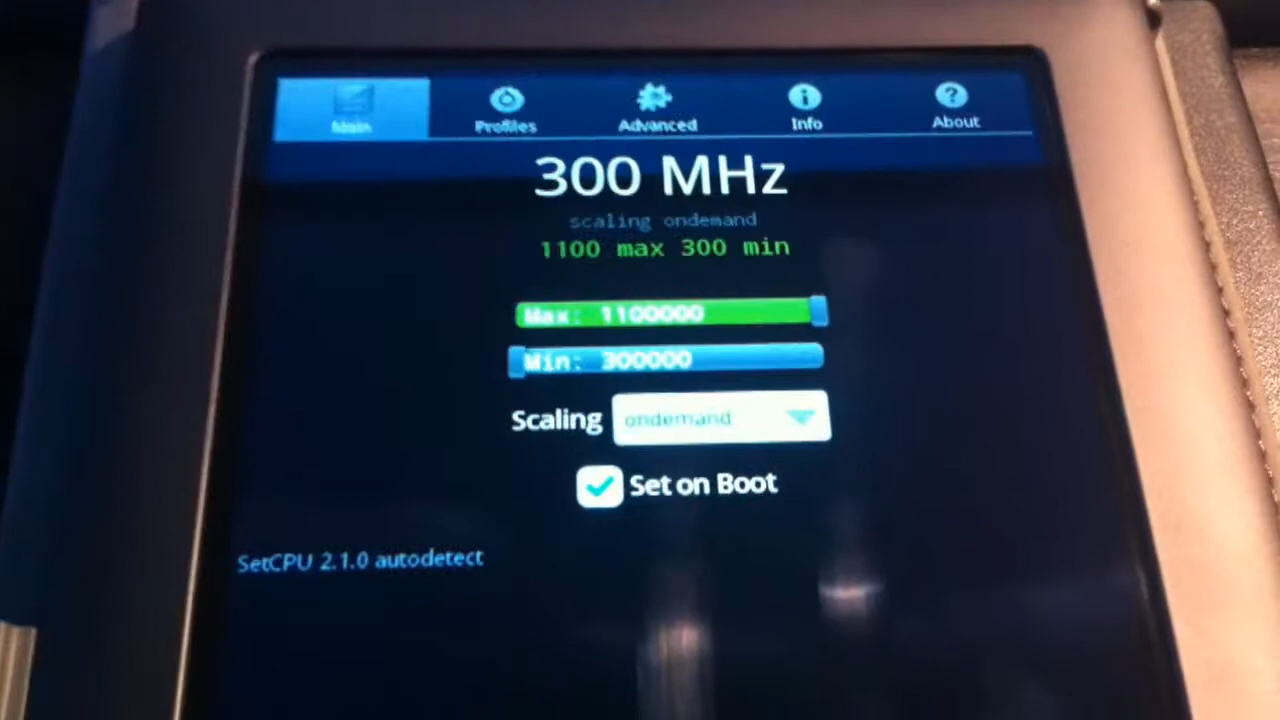 Main Profiles Advanced Info About
300 MHz
scaling ondemand
1100 max 300 min
Max: 1100000
Min: 300000
Scaling ondemand
Set on Boot
SetCPU 2.1.0 autodetect